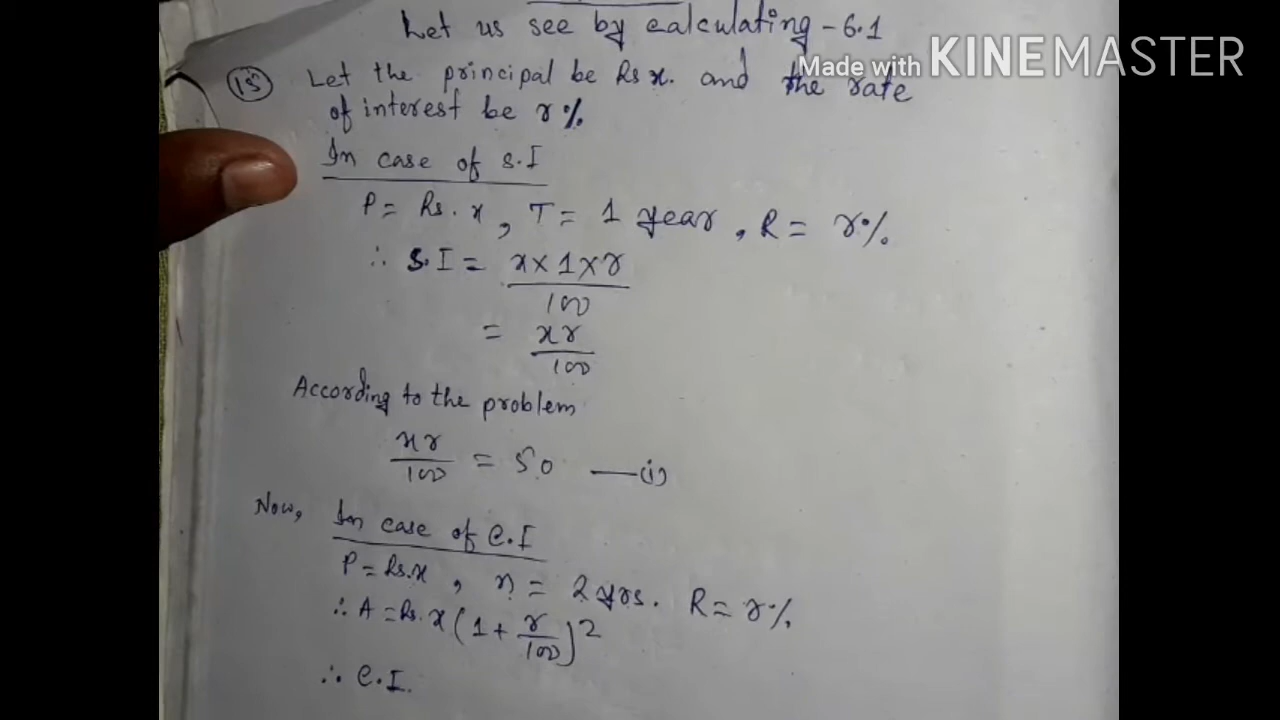 Let us see by calculating - 6.1
Made with KINEMASTER
(15) Let the principal be Rs x. and the rate
of interest be r%
In case of S.I
P = Rs. x, T = 1 year, R = r%
∴ S.I = x × 1 × r / 100
= xr / 100
According to the problem
xr / 100 = 50 —(i)
Now, In case of C.I
P = Rs. x, n = 2 yrs. R = r%
∴ A = Rs. x (1 + r/100)²
∴ C.I.